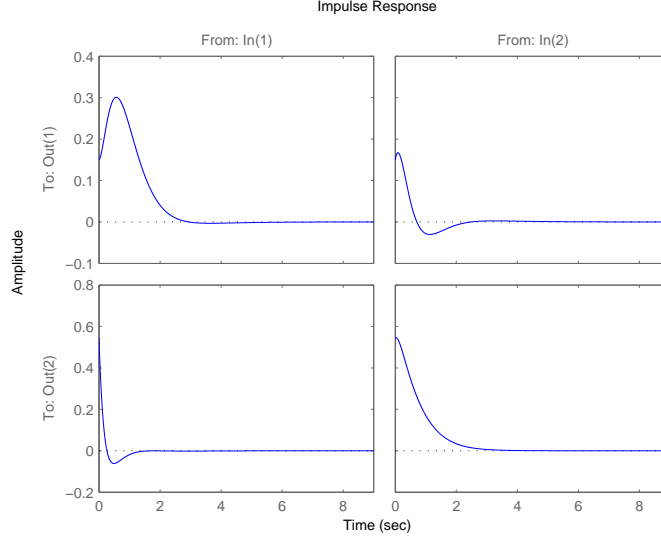 Impulse Response
From: In(1)
From: In(2)
To: Out(1)
0.4
0.3
0.2
0.1
0
−0.1
Amplitude
To: Out(2)
0.8
0.6
0.4
0.2
0
−0.2
0 2 4 6 8
0 2 4 6 8
Time (sec)